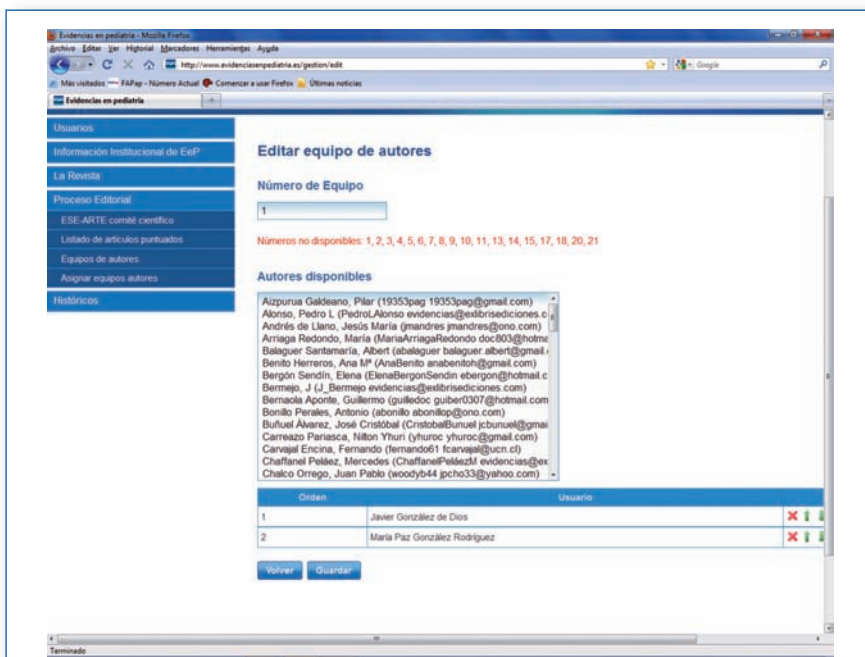 Evidencias en pediatría - Mozilla Firefox
Archivo Editar Ver Historial Marcadores Herramientas Ayuda
http://www.evidenciasenpediatria.es/gestion/edit
Google
Más visitados FAPap - Número Actual Comenzar a usar Firefox Últimas noticias
Evidencias en pediatría
Usuarios
Información Institucional de EeP
La Revista
Proceso Editorial
ESE-ARTE comité científico
Listado de artículos puntuados
Equipos de autores
Asignar equipos autores
Históricos
Editar equipo de autores
Número de Equipo
1
Números no disponibles: 1, 2, 3, 4, 5, 6, 7, 8, 9, 10, 11, 13, 14, 15, 17, 18, 20, 21
Autores disponibles
Aizpurua Galdeano, Pilar (19353pag 19353pag@gmail.com)
Alonso, Pedro L (PedroLAlonso evidencias@exlibrisediciones.c
Andrés de Llano, Jesús María (jmandres jmandres@ono.com)
Arriaga Redondo, María (MariaArriagaRedondo doc803@hotma
Balaguer Santamaría, Albert (abalaguer balaguer.albert@gmail.
Benito Herreros, Ana Mª (AnaBenito anabenitoh@gmail.com)
Bergón Sendín, Elena (ElenaBergonSendin ebergon@hotmail.c
Bermejo, J (J_Bermejo evidencias@exlibrisediciones.com)
Bernaola Aponte, Guillermo (guilledoc guiber0307@hotmail.com
Bonillo Perales, Antonio (abonillo abonillop@ono.com)
Buñuel Álvarez, José Cristóbal (CristobalBunuel jcbunuel@gmai
Carreazo Pariasca, Nilton Yhuri (yhuroc yhuroc@gmail.com)
Carvajal Encina, Fernando (fernando61 fcarvajal@ucn.cl)
Chaffanel Peláez, Mercedes (ChaffanelPeláezM evidencias@ex
Chalco Orrego, Juan Pablo (woodyb44 jpcho33@yahoo.com)
Orden Usuario
1 Javier González de Dios
2 María Paz González Rodríguez
Volver Guardar
Terminado